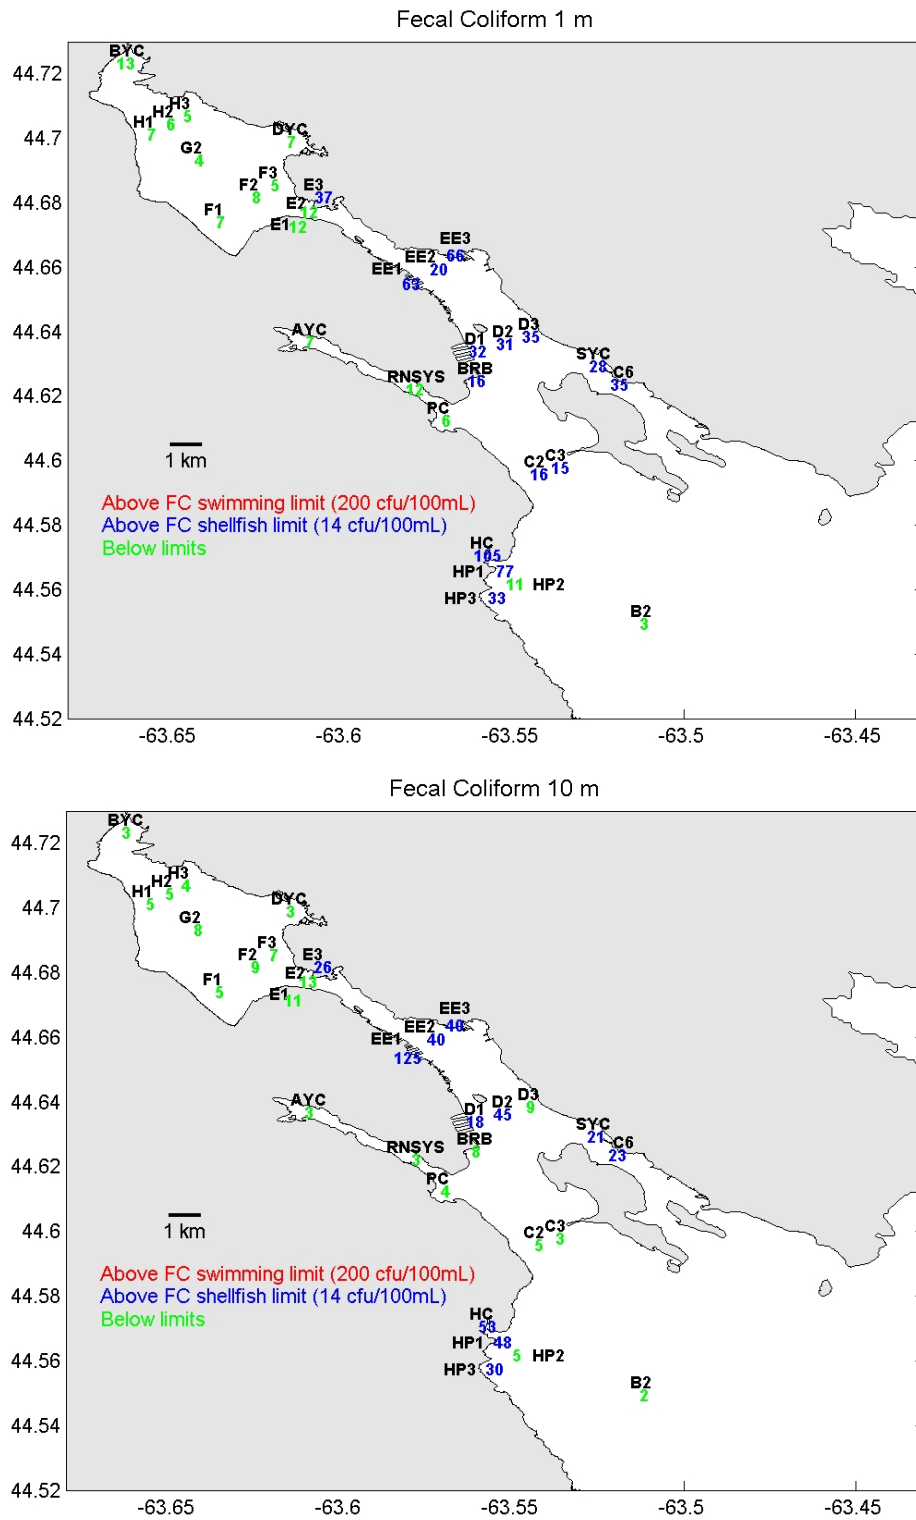 Fecal Coliform 1 m
44.72
44.7
44.68
44.66
44.64
44.62
44.6
44.58
44.56
44.54
44.52
BYC
13
H3
5
H2
6
H1
7
G2
4
DYC
7
F3
5
F2
8
F1
7
E3
37
E2
12
E1 12
EE3
66
EE2
20
EE1
63
D3
35
D2
31
D1
32
BRB
16
AYC
7
RNSYS
12
PC
6
SYC
28
C6
35
C3
15
C2
16
1 km
Above FC swimming limit (200 cfu/100mL)
Above FC shellfish limit (14 cfu/100mL)
Below limits
HC
105
HP1 77
11 HP2
HP3 33
B2
3
-63.65 -63.6 -63.55 -63.5 -63.45
Fecal Coliform 10 m
44.72
44.7
44.68
44.66
44.64
44.62
44.6
44.58
44.56
44.54
44.52
BYC
3
H3
4
H2
5
H1
5
G2
8
DYC
3
F3
7
F2
9
F1
5
E3
26
E2
13
E1
11
EE3
40
EE2
40
EE1
125
D3
9
D2
45
D1
18
BRB
8
AYC
3
RNSYS
3
PC
4
SYC
21
C6
23
C3
3
C2
5
1 km
Above FC swimming limit (200 cfu/100mL)
Above FC shellfish limit (14 cfu/100mL)
Below limits
HC
53
HP1 48
5 HP2
HP3 30
B2
2
-63.65 -63.6 -63.55 -63.5 -63.45